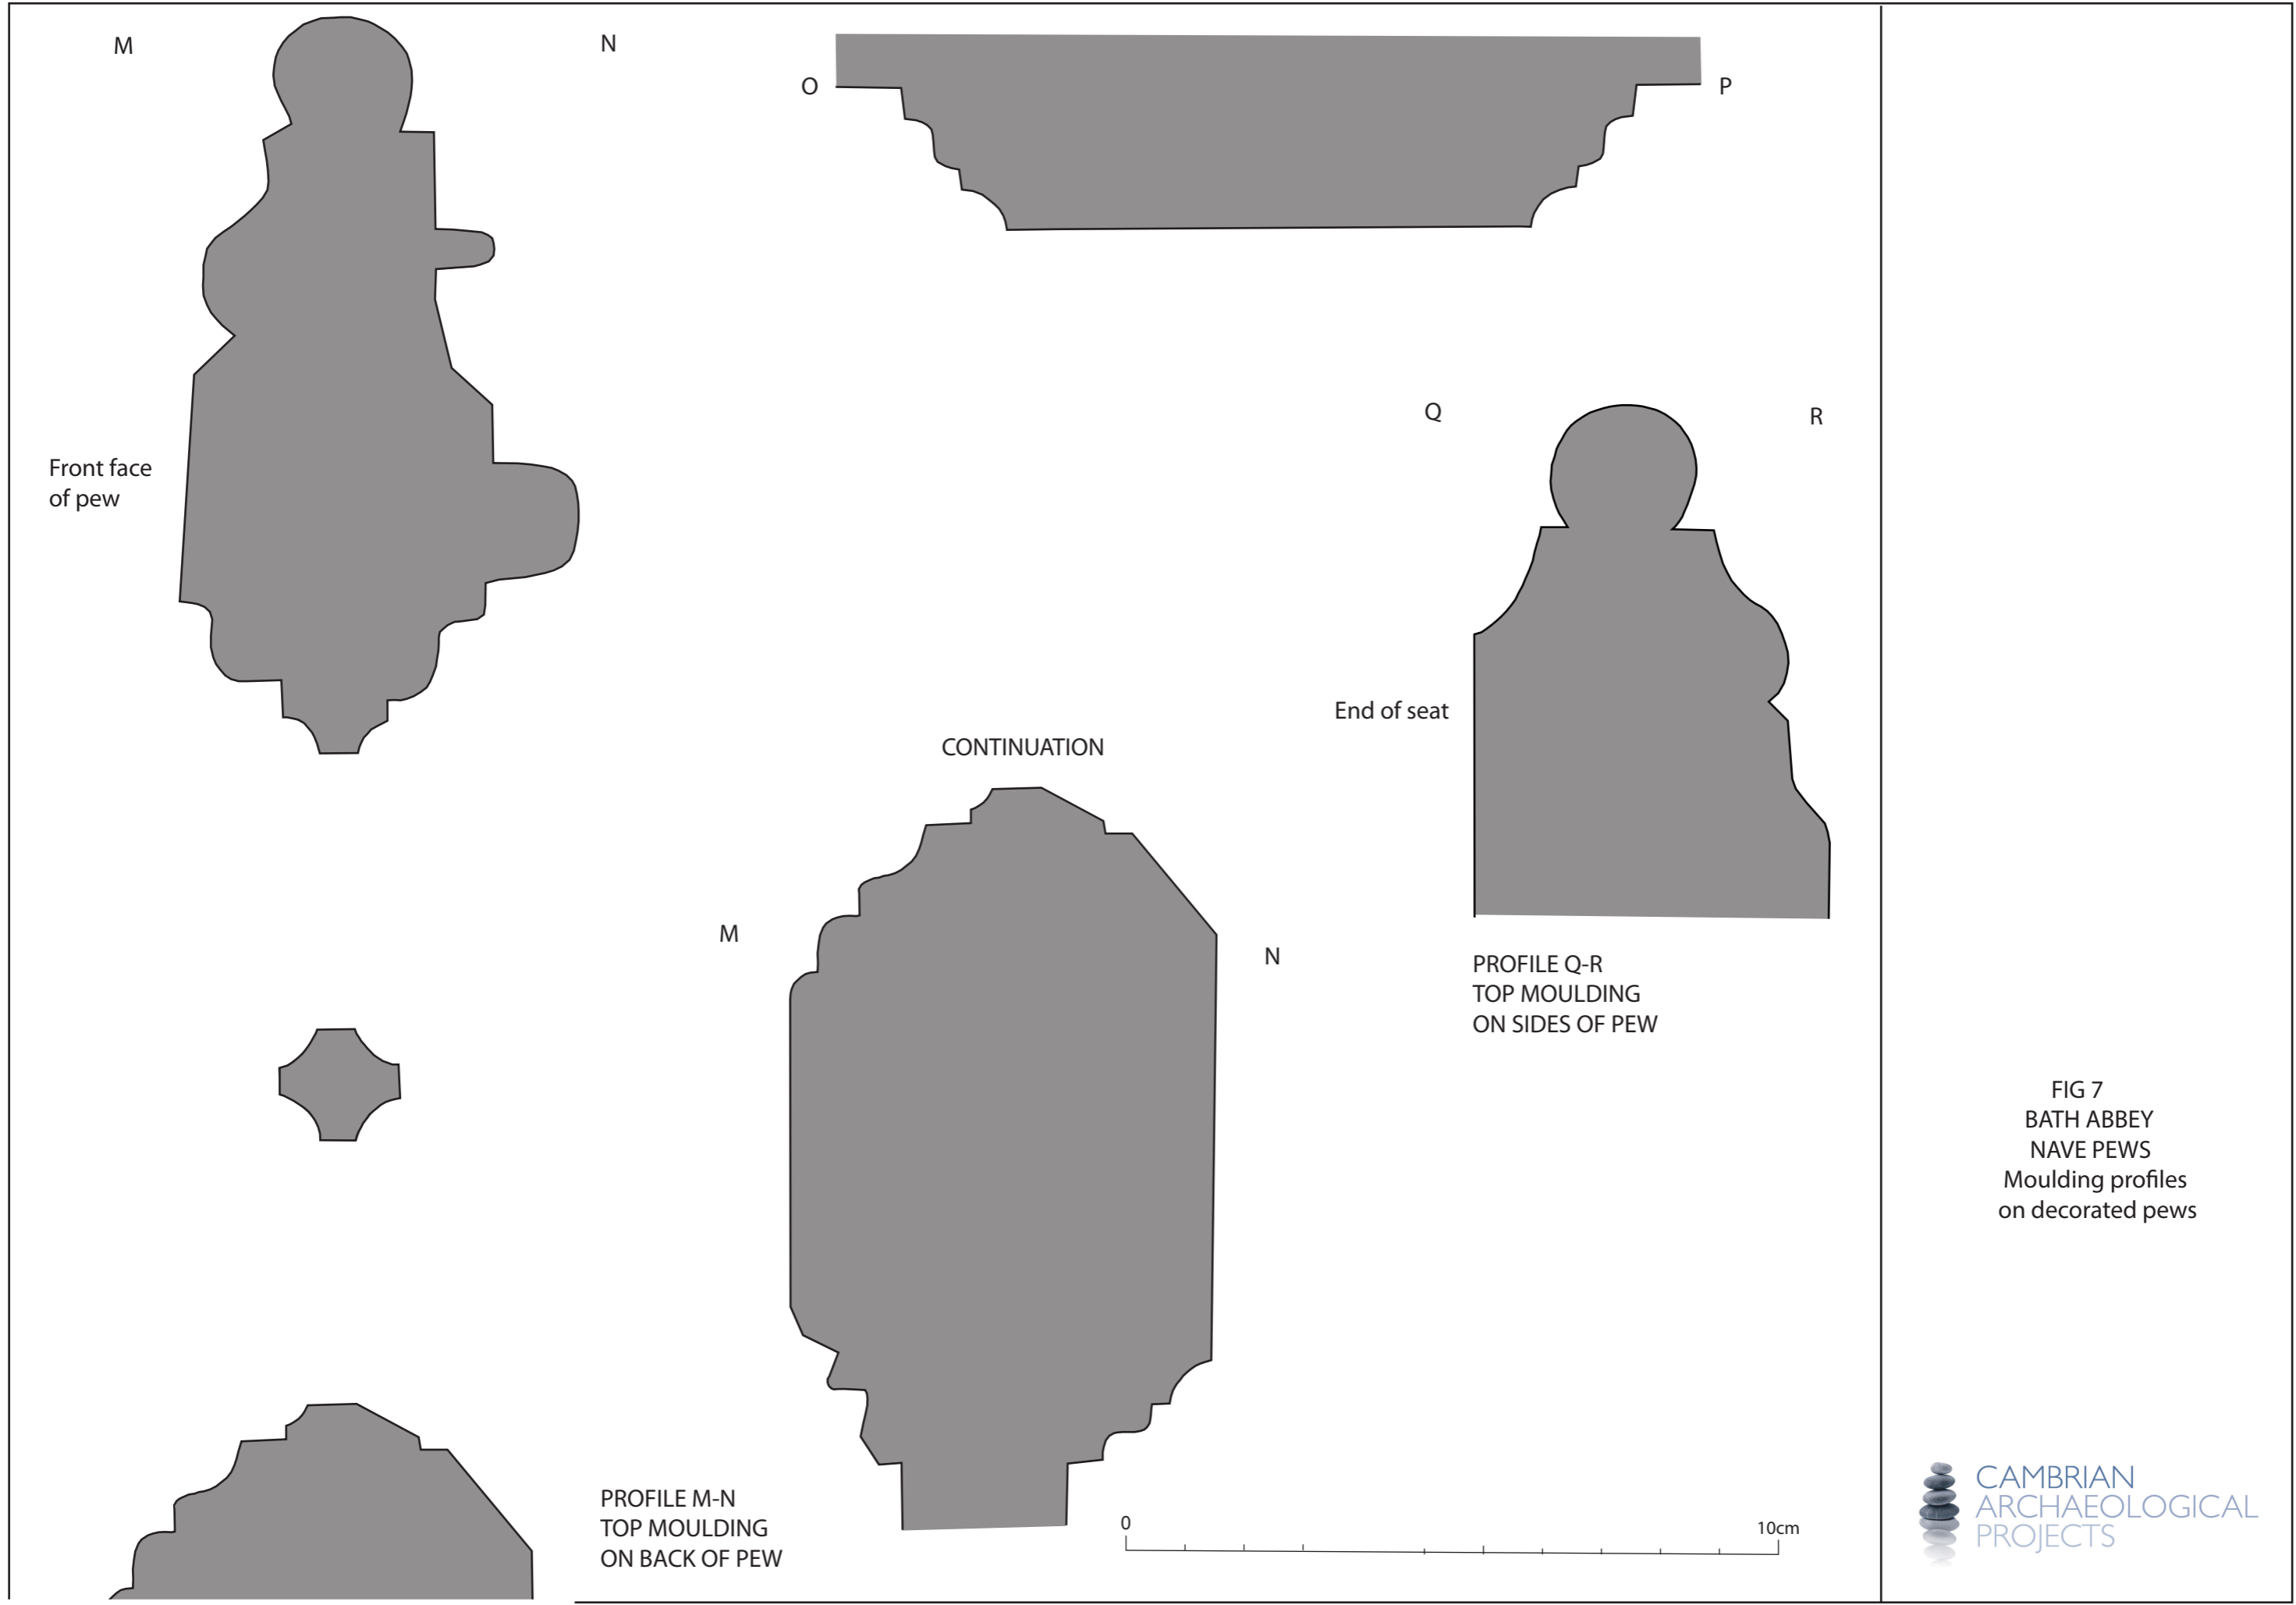 M
N
O
P
Q
R
Front face
of pew
End of seat
CONTINUATION
M
N
PROFILE Q-R
TOP MOULDING
ON SIDES OF PEW
PROFILE M-N
TOP MOULDING
ON BACK OF PEW
0
10cm
FIG 7
BATH ABBEY
NAVE PEWS
Moulding profiles
on decorated pews
CAMBRIAN
ARCHAEOLOGICAL
PROJECTS